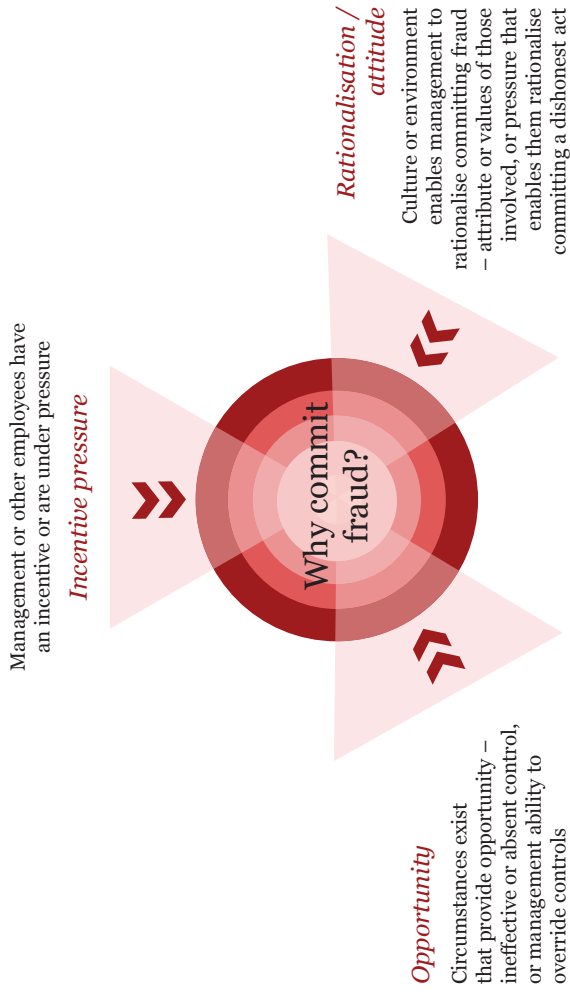 Why commit
fraud?
Incentive pressure
Management or other employees have
an incentive or are under pressure
Opportunity
Circumstances exist
that provide opportunity –
ineffective or absent control,
or management ability to
override controls
Rationalisation /
attitude
Culture or environment
enables management to
rationalise committing fraud
– attribute or values of those
involved, or pressure that
enables them rationalise
committing a dishonest act